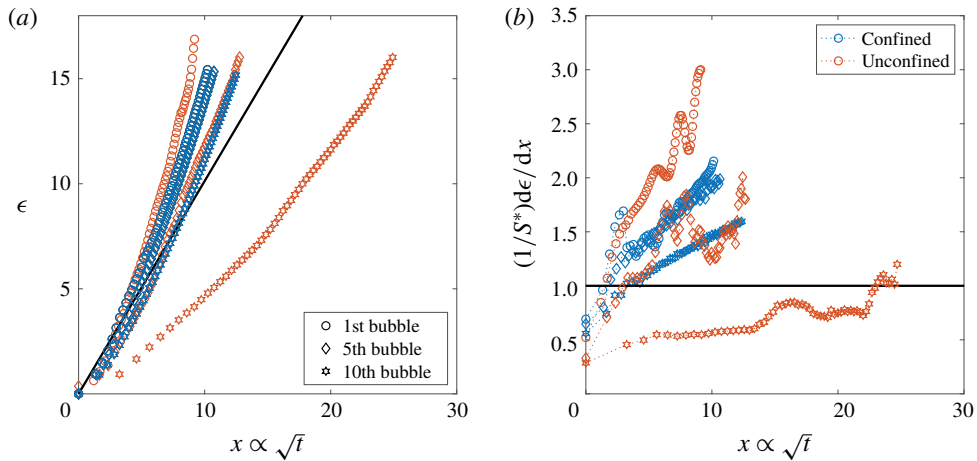 (a)
15
10
5
0
10
20
30
ϵ
x ∝ √t
1st bubble
5th bubble
10th bubble
(b)
3.5
3.0
2.5
2.0
1.5
1.0
0.5
0
10
20
30
(1/S*)dϵ/dx
x ∝ √t
Confined
Unconfined